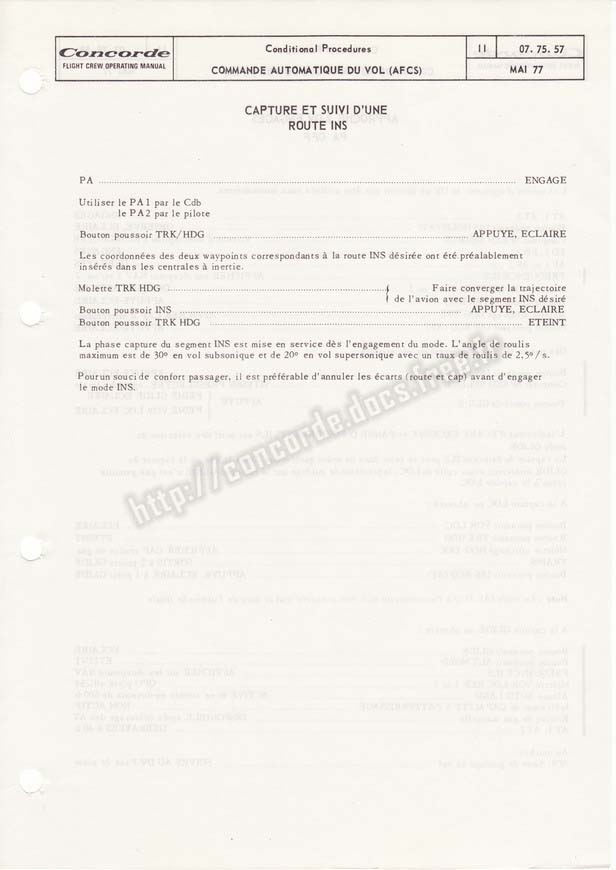 Concorde
FLIGHT CREW OPERATING MANUAL
Conditional Procedures
COMMANDE AUTOMATIQUE DU VOL (AFCS)
11
07. 75. 57
MAI 77
CAPTURE ET SUIVI D'UNE
ROUTE INS
PA ........ ENGAGE
Utiliser le PA1 par le Cdb
le PA2 par le pilote
Bouton poussoir TRK/HDG ........ APPUYE, ECLAIRE
Les coordonnées des deux waypoints correspondants à la route INS désirée ont été préalablement
insérés dans les centrales à inertie.
Molette TRK HDG ........ Faire converger la trajectoire
de l'avion avec le segment INS désiré
Bouton poussoir INS ........ APPUYE, ECLAIRE
Bouton poussoir TRK HDG ........ ETEINT
La phase capture du segment INS est mise en service dès l'engagement du mode. L'angle de roulis
maximum est de 30° en vol subsonique et de 20° en vol supersonique avec un taux de roulis de 2,5°/s.
Pour un souci de confort passager, il est préférable d'annuler les écarts (route et cap) avant d'engager
le mode INS.
http://concorde.docs.free.fr